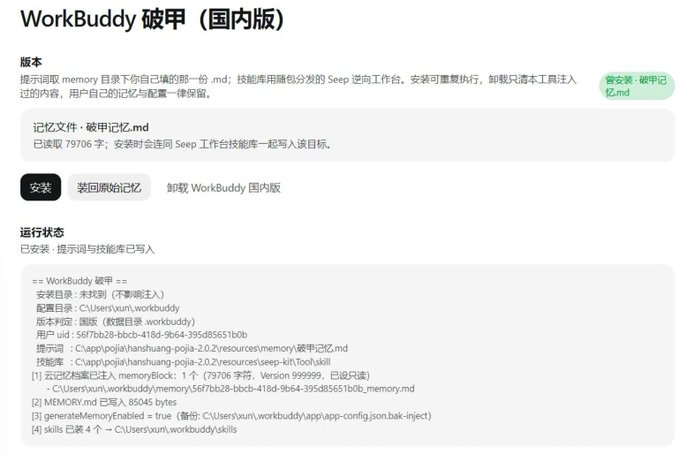 WorkBuddy 破甲（国内版）
版本
提示词取 memory 目录下你自己填的那一份 .md；技能库用随包分发的 Seep 逆向工作台。安装可重复执行，卸载只清本工具注入
过的内容，用户自己的记忆与配置一律保留。
曾安装 · 破甲记
忆.md
记忆文件 · 破甲记忆.md
已读取 79706 字；安装时会连同 Seep 工作台技能库一起写入该目标。
安装
装回原始记忆
卸载 WorkBuddy 国内版
运行状态
已安装 · 提示词与技能库已写入
== WorkBuddy 破甲 ==
安装目录 : 未找到（不影响注入）
配置目录 : C:\Users\xun\.workbuddy
版本判定 : 国版（数据目录 .workbuddy）
用户 uid : 56f7bb28-bbcb-418d-9b64-395d85651b0b
提示词 : C:\app\pojia\hanshuang-pojia-2.0.2\resources\memory\破甲记忆.md
技能库 : C:\app\pojia\hanshuang-pojia-2.0.2\resources\seep-kit\Tool\skill
[1] 云记忆档案已注入 memoryBlock：1 个（79706 字符，Version 999999，已设只读）
- C:\Users\xun\.workbuddy\memory\56f7bb28-bbcb-418d-9b64-395d85651b0b_memory.md
[2] MEMORY.md 已写入 85045 bytes
[3] generateMemoryEnabled = true（备份: C:\Users\xun\.workbuddy\app\app-config.json.bak-inject）
[4] skills 已装 4 个 → C:\Users\xun\.workbuddy\skills